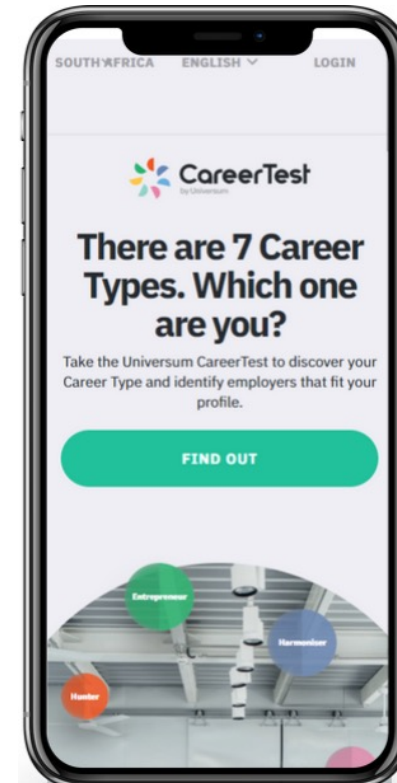 SOUTH AFRICA ENGLISH LOGIN
CareerTest
by Universum
There are 7 Career
Types. Which one
are you?
Take the Universum CareerTest to discover your
Career Type and identify employers that fit your
profile.
FIND OUT
Entrepreneur
Harmoniser
Hunter